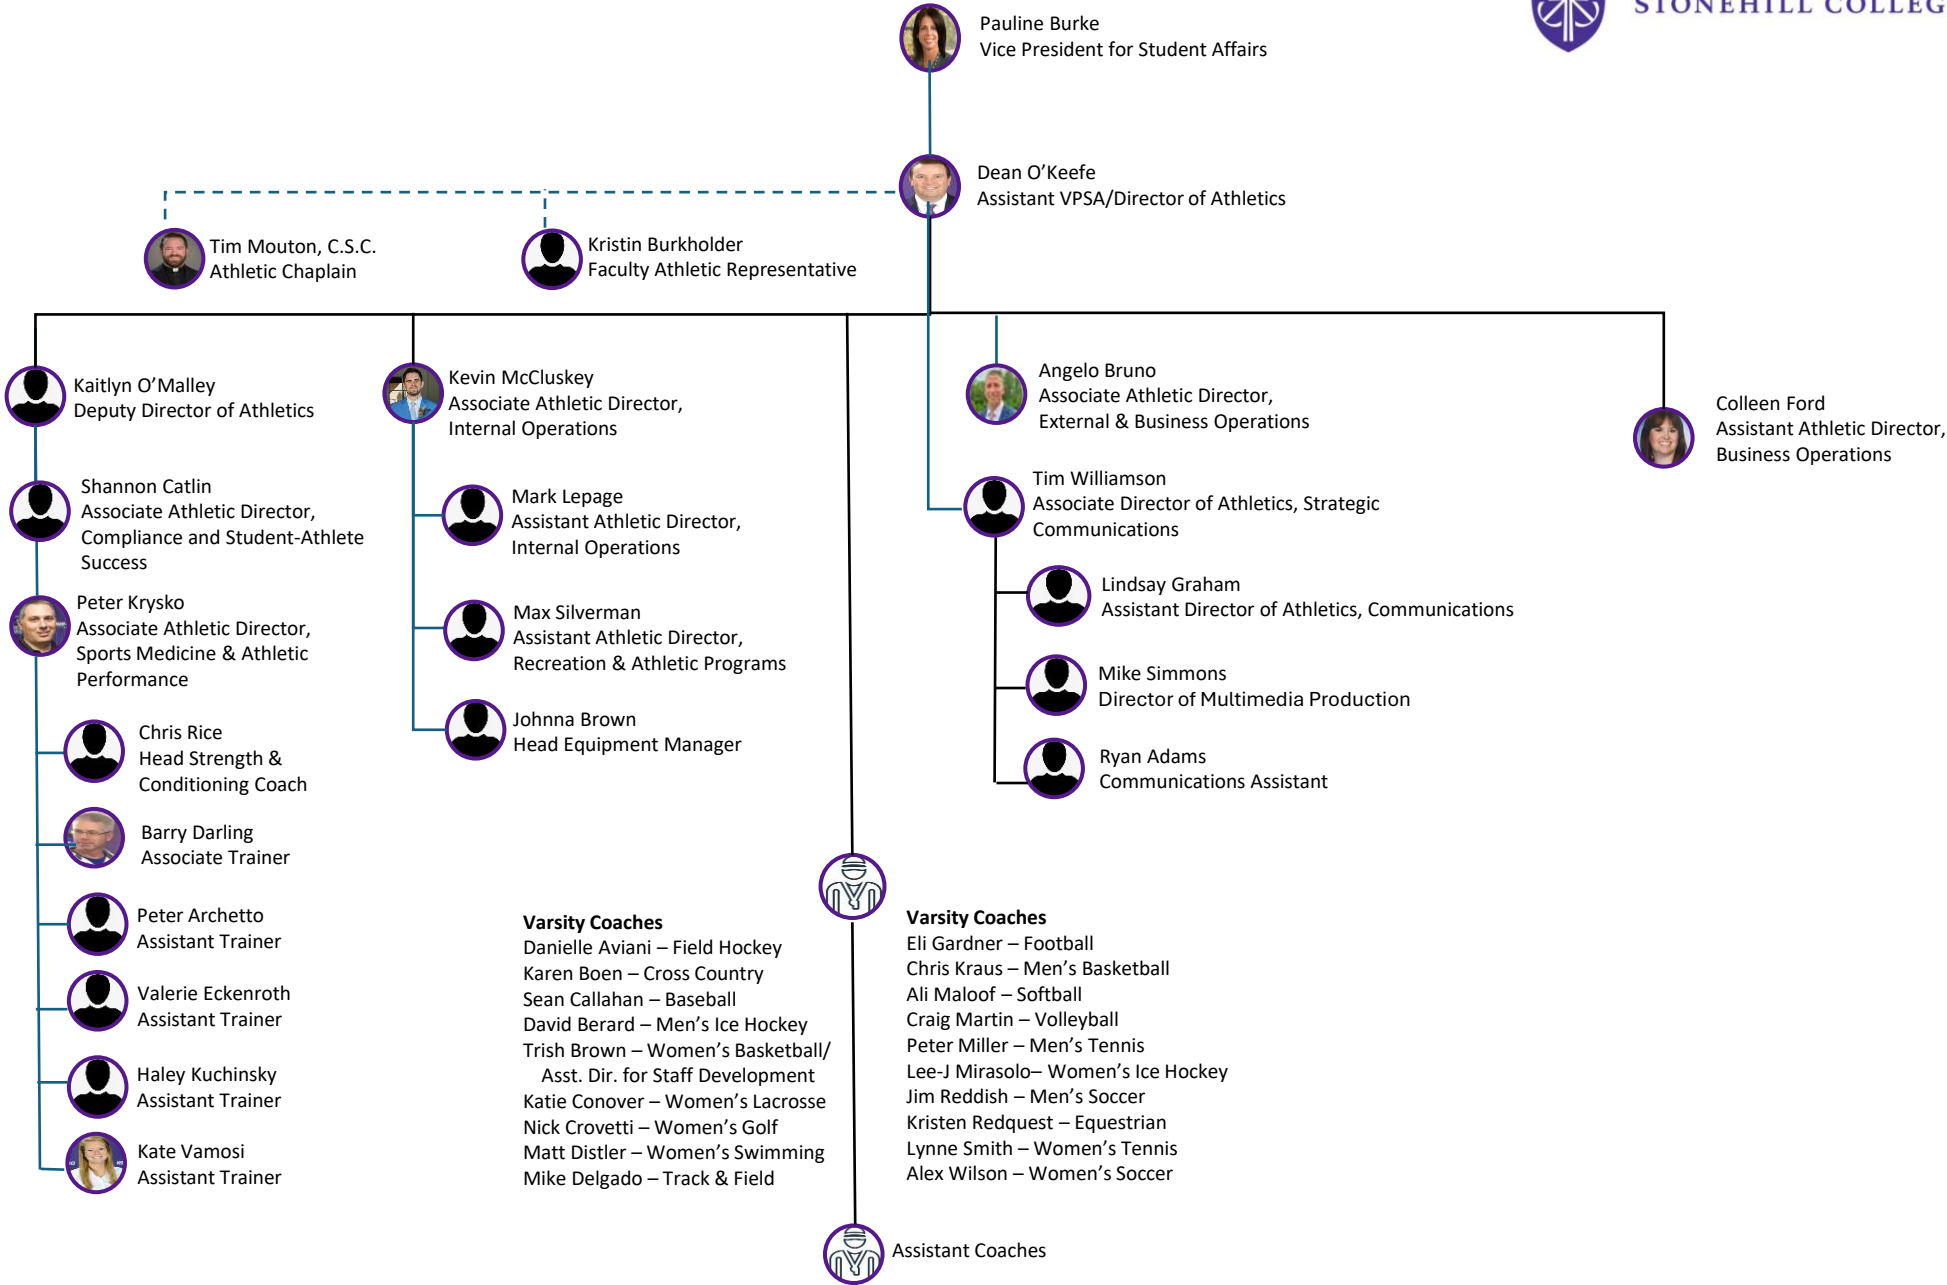 STONEHILL COLLEG
Pauline Burke
Vice President for Student Affairs
Dean O’Keefe
Assistant VPSA/Director of Athletics
Tim Mouton, C.S.C.
Athletic Chaplain
Kristin Burkholder
Faculty Athletic Representative
Kaitlyn O’Malley
Deputy Director of Athletics
Shannon Catlin
Associate Athletic Director,
Compliance and Student-Athlete
Success
Peter Krysko
Associate Athletic Director,
Sports Medicine & Athletic
Performance
Chris Rice
Head Strength &
Conditioning Coach
Barry Darling
Associate Trainer
Peter Archetto
Assistant Trainer
Valerie Eckenroth
Assistant Trainer
Haley Kuchinsky
Assistant Trainer
Kate Vamosi
Assistant Trainer
Kevin McCluskey
Associate Athletic Director,
Internal Operations
Mark Lepage
Assistant Athletic Director,
Internal Operations
Max Silverman
Assistant Athletic Director,
Recreation & Athletic Programs
Johnna Brown
Head Equipment Manager
Varsity Coaches
Danielle Aviani – Field Hockey
Karen Boen – Cross Country
Sean Callahan – Baseball
David Berard – Men’s Ice Hockey
Trish Brown – Women’s Basketball/
Asst. Dir. for Staff Development
Katie Conover – Women’s Lacrosse
Nick Crovetti – Women’s Golf
Matt Distler – Women’s Swimming
Mike Delgado – Track & Field
Varsity Coaches
Eli Gardner – Football
Chris Kraus – Men’s Basketball
Ali Maloof – Softball
Craig Martin – Volleyball
Peter Miller – Men’s Tennis
Lee-J Mirasolo– Women’s Ice Hockey
Jim Reddish – Men’s Soccer
Kristen Redquest – Equestrian
Lynne Smith – Women’s Tennis
Alex Wilson – Women’s Soccer
Assistant Coaches
Angelo Bruno
Associate Athletic Director,
External & Business Operations
Tim Williamson
Associate Director of Athletics, Strategic
Communications
Lindsay Graham
Assistant Director of Athletics, Communications
Mike Simmons
Director of Multimedia Production
Ryan Adams
Communications Assistant
Colleen Ford
Assistant Athletic Director,
Business Operations